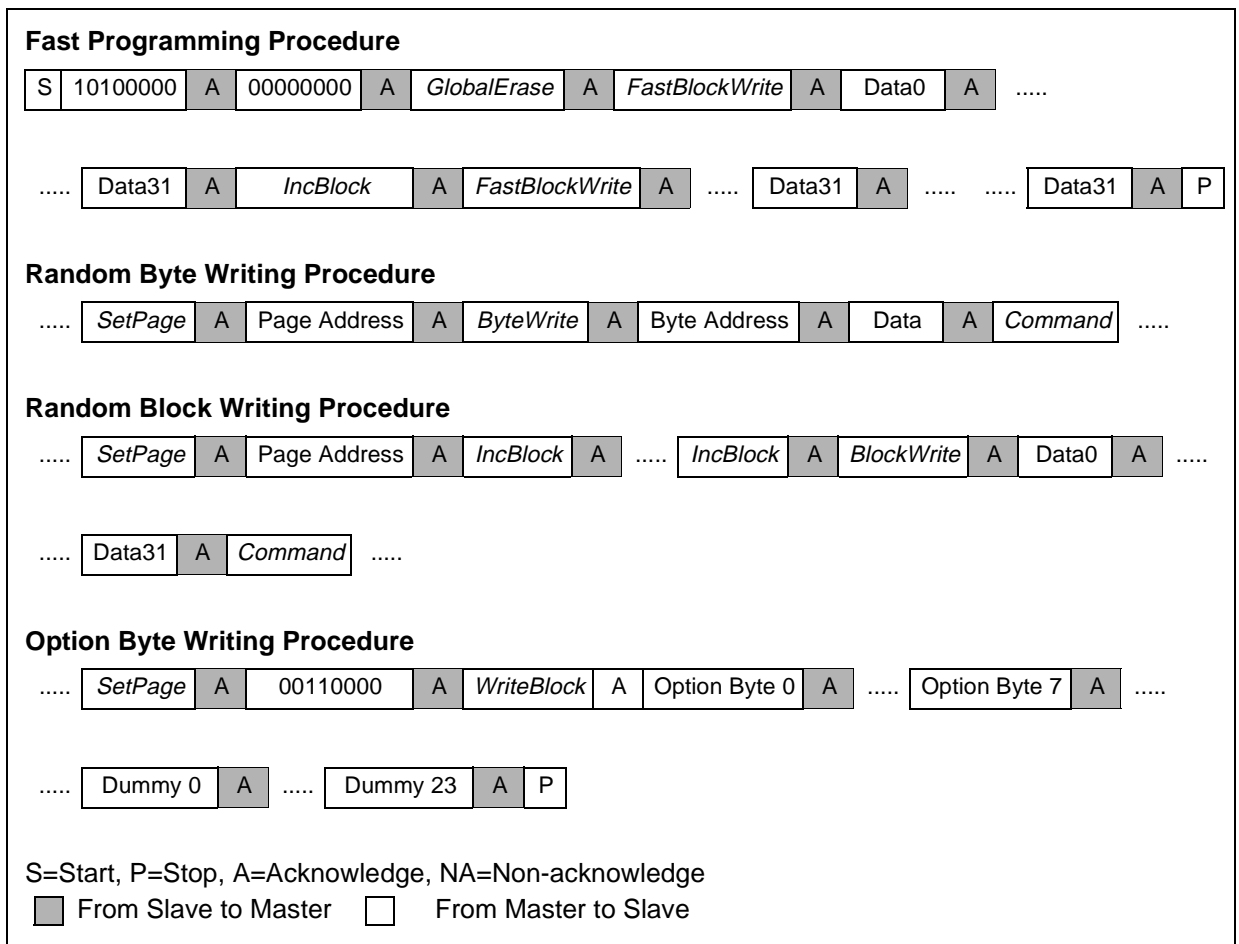 Fast Programming Procedure
S 10100000 A 00000000 A GlobalErase A FastBlockWrite A Data0 A .....
..... Data31 A IncBlock A FastBlockWrite A ..... Data31 A ..... ..... Data31 A P
Random Byte Writing Procedure
..... SetPage A Page Address A ByteWrite A Byte Address A Data A Command .....
Random Block Writing Procedure
..... SetPage A Page Address A IncBlock A ..... IncBlock A BlockWrite A Data0 A .....
..... Data31 A Command .....
Option Byte Writing Procedure
..... SetPage A 00110000 A WriteBlock A Option Byte 0 A ..... Option Byte 7 A .....
..... Dummy 0 A ..... Dummy 23 A P
S=Start, P=Stop, A=Acknowledge, NA=Non-acknowledge
From Slave to Master From Master to Slave